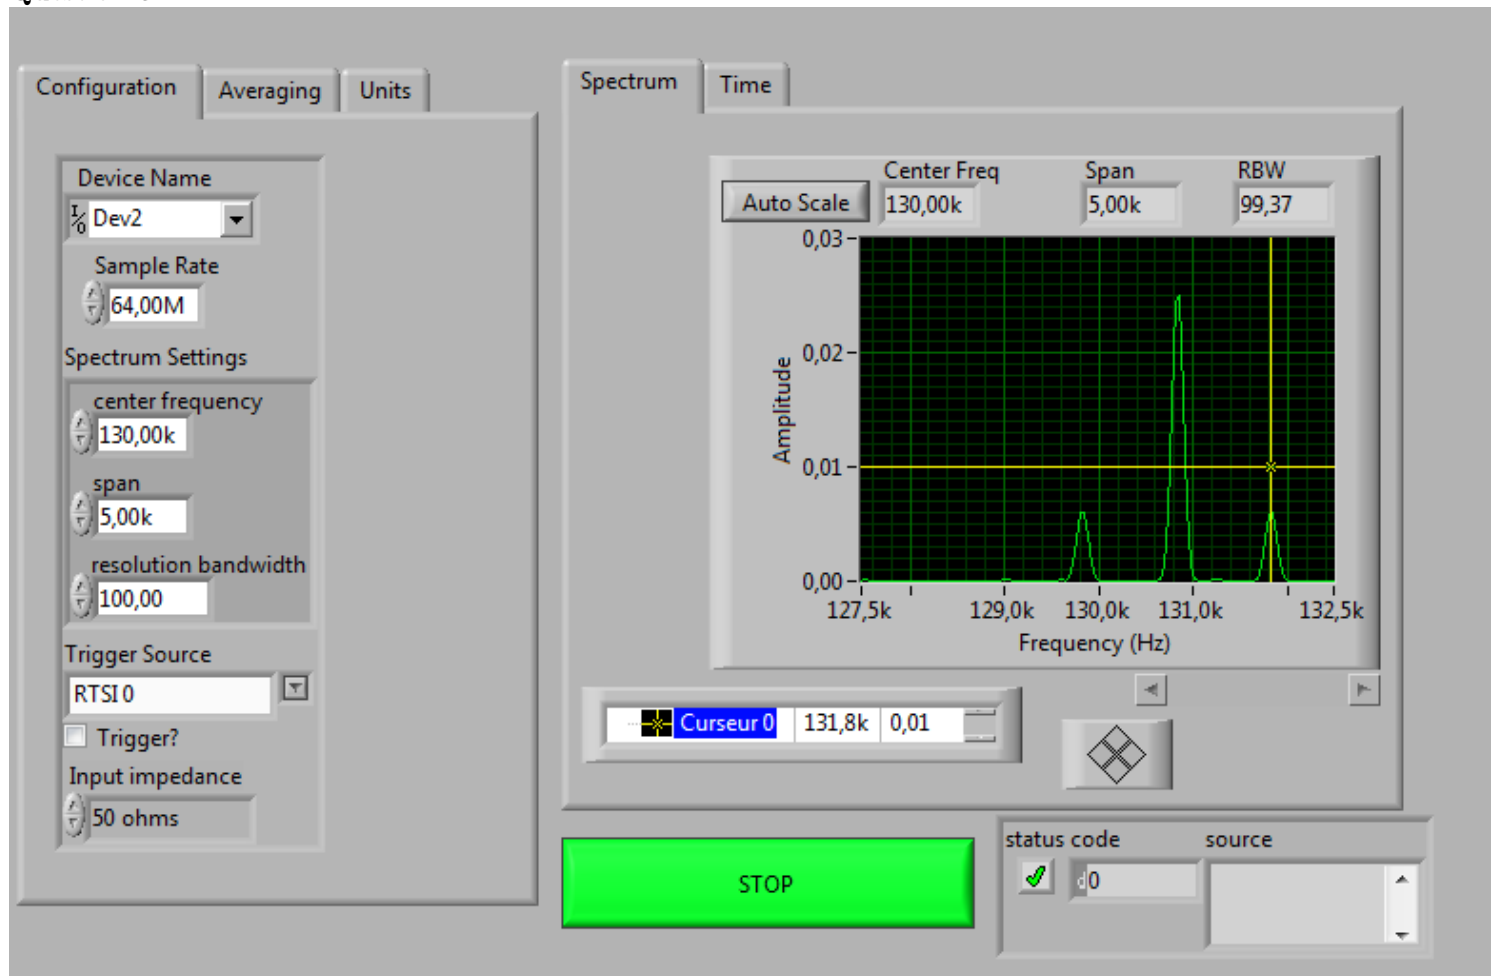 Configuration
Averaging
Units
Device Name
I/O Dev2
Sample Rate
64,00M
Spectrum Settings
center frequency
130,00k
span
5,00k
resolution bandwidth
100,00
Trigger Source
RTSI 0
Trigger?
Input impedance
50 ohms
Spectrum
Time
Auto Scale
Center Freq
130,00k
Span
5,00k
RBW
99,37
Amplitude
0,03
0,02
0,01
0,00
127,5k 129,0k 130,0k 131,0k 132,5k
Frequency (Hz)
Curseur 0 131,8k 0,01
STOP
status code source
d0